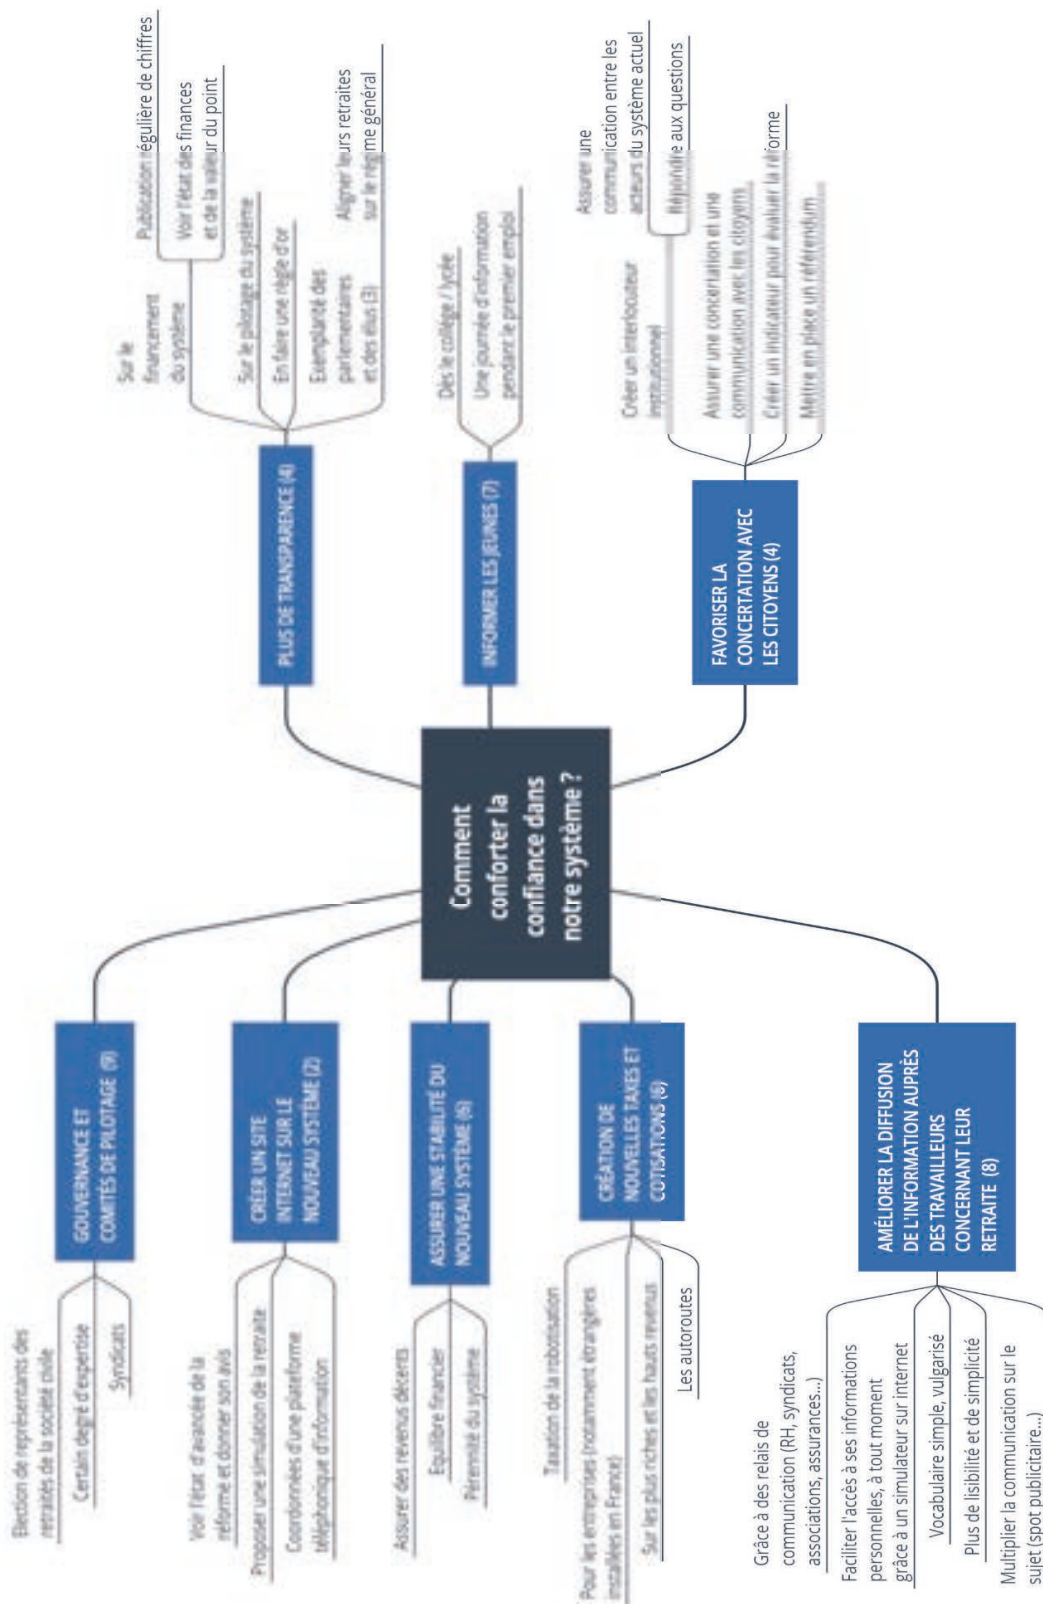 Comment
conforter la
confiance dans
notre système ?
GOUVERNANCE ET
COMITÉS DE PILOTAGE (9)
Election de représentants des
retraités de la société civile
Certain degré d'expertise
Syndicats
CRÉER UN SITE
INTERNET SUR LE
NOUVEAU SYSTÈME (2)
Voir l'état d'avancée de la
réforme et donner son avis
Proposer une simulation de la retraite
Coordonnées d'une plateforme
téléphonique d'information
ASSURER UNE STABILITÉ DU
NOUVEAU SYSTÈME (6)
Assurer des revenus décents
Equilibre financier
Pérennité du système
CRÉATION DE
NOUVELLES TAXES ET
COTISATIONS
Taxation de la robotisation
Pour les entreprises (notamment étrangères
installées en France)
Sur les plus riches et les hauts revenus
Les autoroutes
AMÉLIORER LA DIFFUSION
DE L'INFORMATION AUPRÈS
DES TRAVAILLEURS
CONCERNANT LEUR
RETRAITE (8)
Grâce à des relais de
communication (RH, syndicats,
associations, assurances...)
Faciliter l'accès à ses informations
personnelles, à tout moment
grâce à un simulateur sur internet
Vocabulaire simple, vulgarisé
Plus de lisibilité et de simplicité
Multiplier la communication sur le
sujet (spot publicitaire...)
PLUS DE TRANSPARENCE (4)
Sur le
financement
du système
Publication régulière de chiffres
Voir l'état des finances
et de la valeur du point
Sur le pilotage du système
En faire une règle d'or
Exemplarité des
parlementaires
et des élus (3)
Aligner leurs retraites
sur le régime général
INFORMER LES JEUNES (7)
Dès le collège / lycée
Une journée d'information
pendant le premier emploi
FAVORISER LA
CONCERTATION AVEC
LES CITOYENS (4)
Créer un interlocuteur
institutionnel
Assurer une
communication entre les
acteurs du système actuel
Répondre aux questions
Assurer une concertation et une
communication avec les citoyens
Créer un indicateur pour évaluer la réforme
Mettre en place un référendum